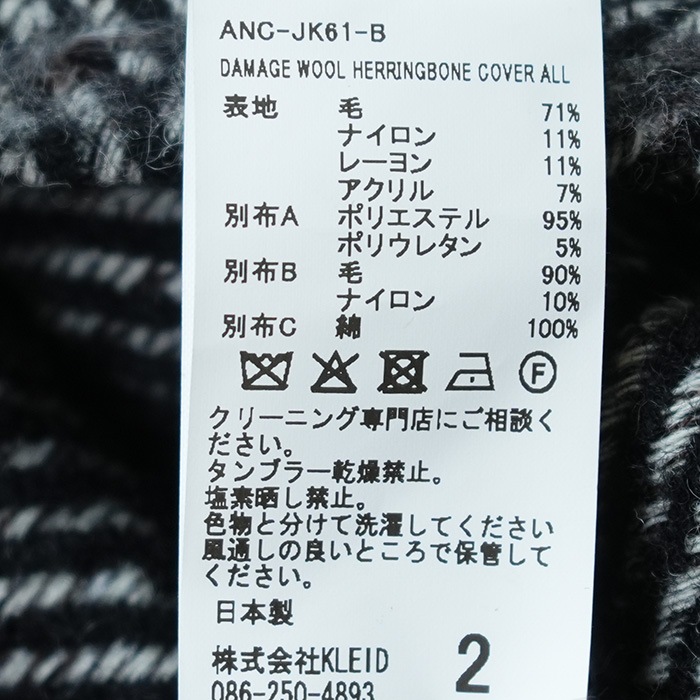 ANC-JK61-B
DAMAGE WOOL HERRINGBONE COVER ALL
表地 毛 71%
ナイロン 11%
レーヨン 11%
アクリル 7%
別布A ポリエステル 95%
ポリウレタン 5%
別布B 毛 90%
ナイロン 10%
別布C 綿 100%
F
クリーニング専門店にご相談く
ださい。
タンブラー乾燥禁止。
塩素晒し禁止。
色物と分けて洗濯してください
風通しの良いところで保管して
ください。
日本製
株式会社KLEID 2
086-250-4893